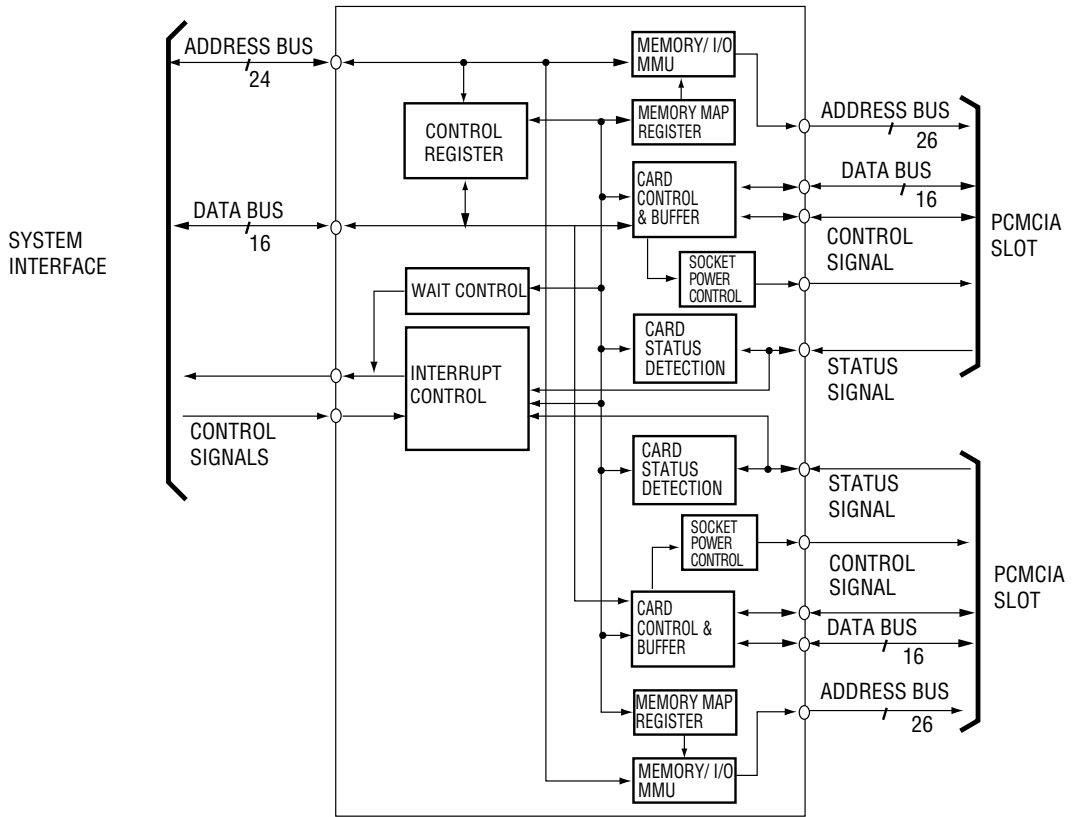 ADDRESS BUS
24
DATA BUS
16
SYSTEM
INTERFACE
CONTROL
SIGNALS
CONTROL
REGISTER
WAIT CONTROL
INTERRUPT
CONTROL
MEMORY/ I/O
MMU
MEMORY MAP
REGISTER
CARD
CONTROL
& BUFFER
SOCKET
POWER
CONTROL
CARD
STATUS
DETECTION
CARD
STATUS
DETECTION
SOCKET
POWER
CONTROL
CARD
CONTROL &
BUFFER
MEMORY MAP
REGISTER
MEMORY/ I/O
MMU
ADDRESS BUS
26
DATA BUS
16
CONTROL
SIGNAL
STATUS
SIGNAL
PCMCIA
SLOT
STATUS
SIGNAL
CONTROL
SIGNAL
DATA BUS
16
ADDRESS BUS
26
PCMCIA
SLOT